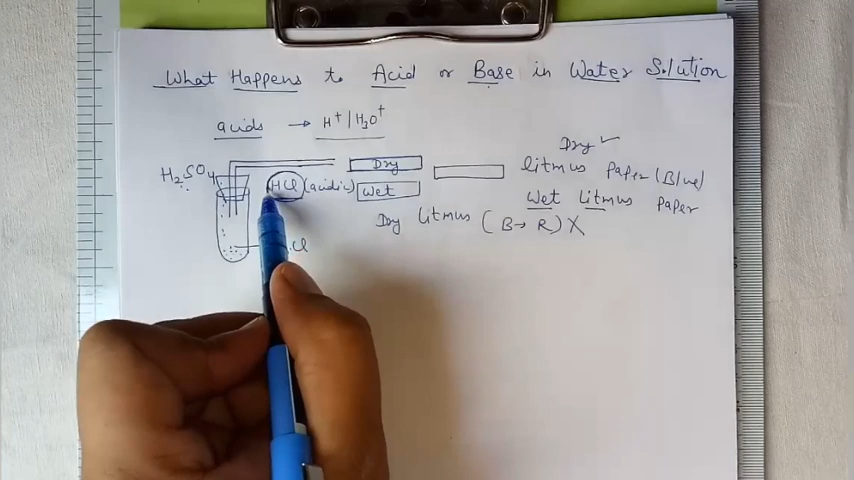 What Happens to Acid or Base in Water Solution
acids → H⁺/H₃O⁺
Dry ✓
H₂SO₄
HCl (acidic)
Dry
Wet
litmus Paper (Blue)
Wet Litmus Paper
Dry litmus (B→ R) X
Cl